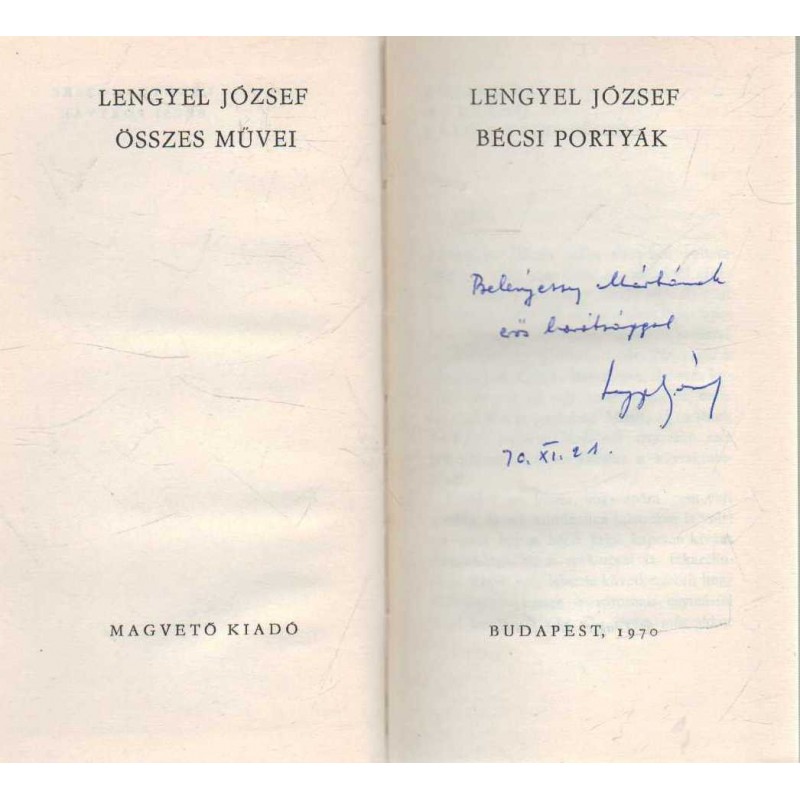 LENGYEL JÓZSEF
ÖSSZES MŰVEI
MAGVETŐ KIADÓ
LENGYEL JÓZSEF
BÉCSI PORTYÁK
Belényessy Mártának
erős barátsággal
70. XI. 21.
BUDAPEST, 1970